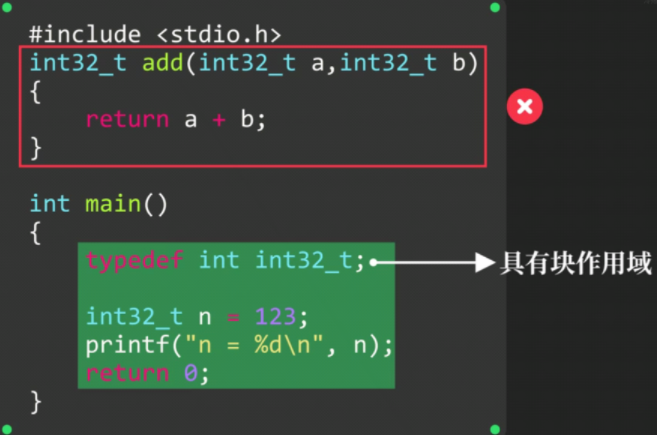 #include <stdio.h>
int32_t add(int32_t a,int32_t b)
{
    return a + b;
}
int main()
{
    typedef int int32_t;
具有块作用域
    int32_t n = 123;
    printf("n = %d\n", n);
    return 0;
}